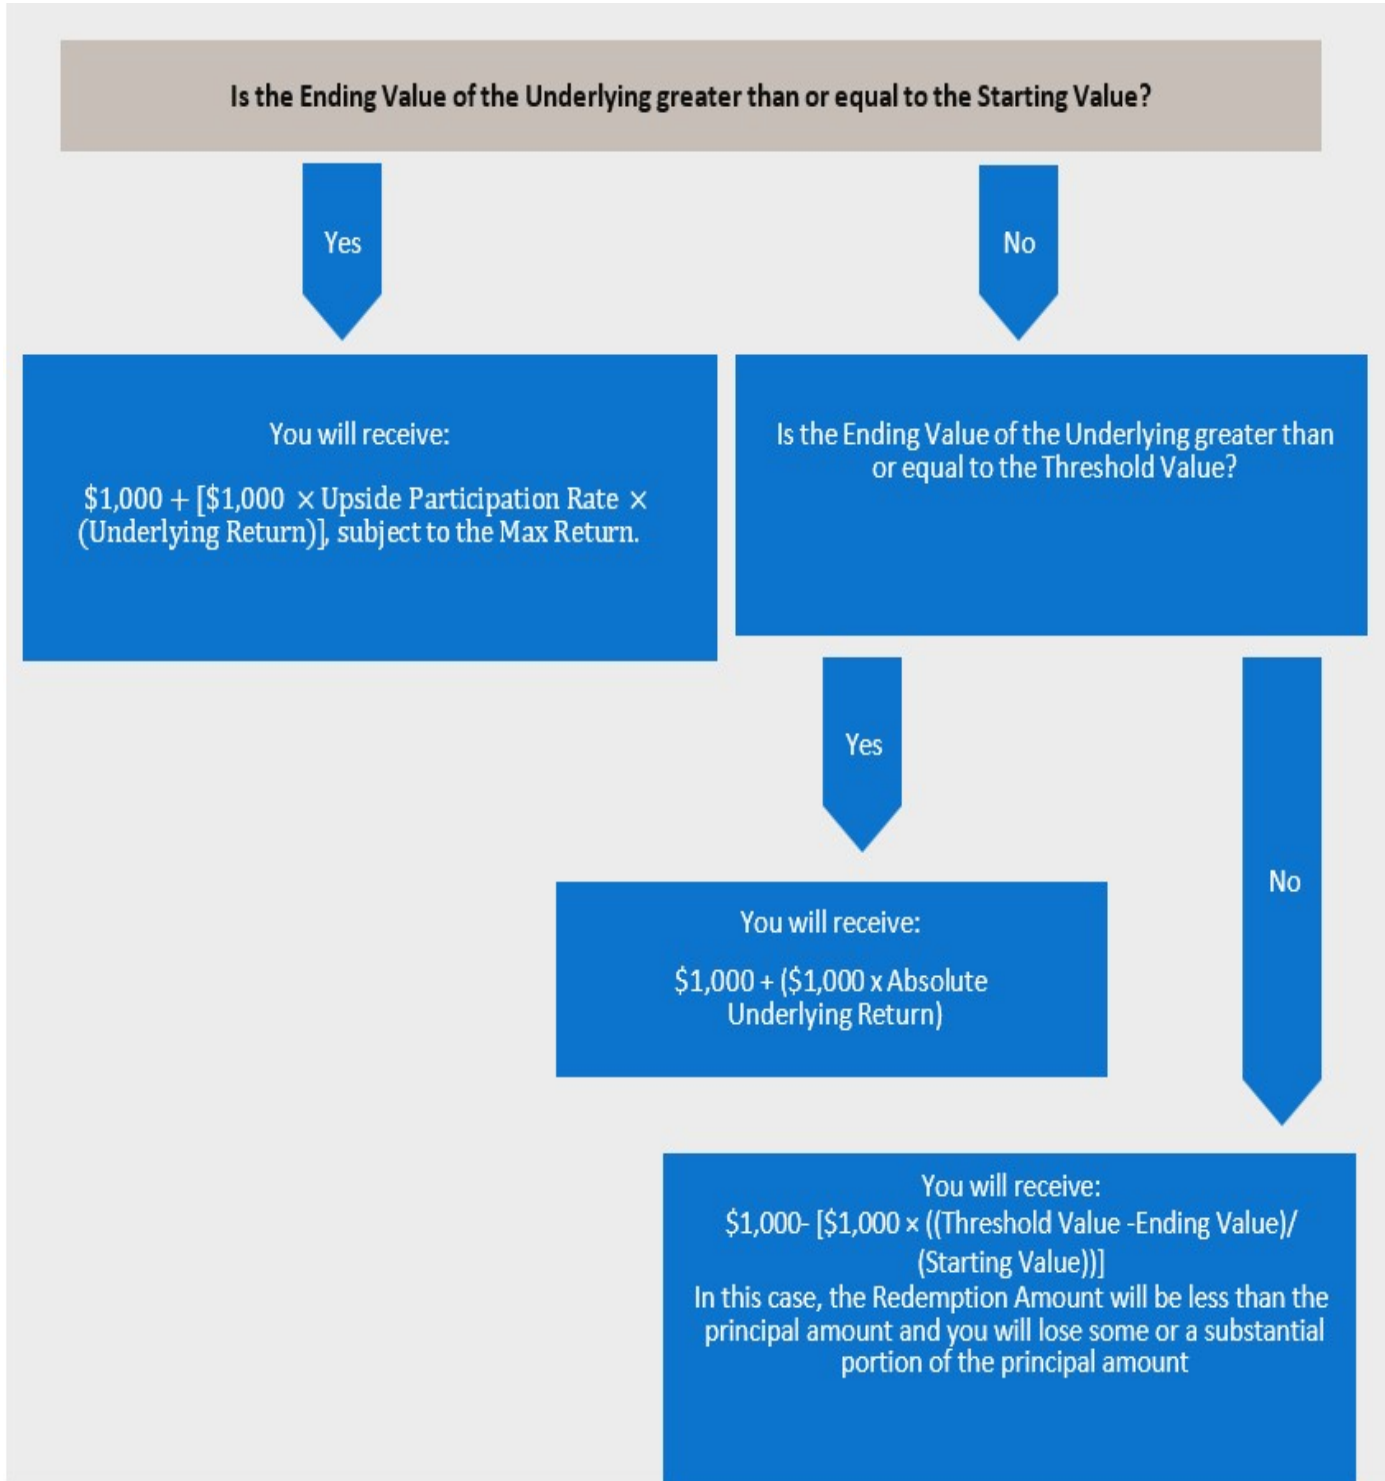 Is the Ending Value of the Underlying greater than or equal to the Starting Value?
Yes
No
You will receive:
$1,000 + [$1,000 × Upside Participation Rate ×
(Underlying Return)], subject to the Max Return.
Is the Ending Value of the Underlying greater than
or equal to the Threshold Value?
Yes
No
You will receive:
$1,000 + ($1,000 x Absolute
Underlying Return)
You will receive:
$1,000- [$1,000 × ((Threshold Value -Ending Value)/
(Starting Value))]
In this case, the Redemption Amount will be less than the
principal amount and you will lose some or a substantial
portion of the principal amount